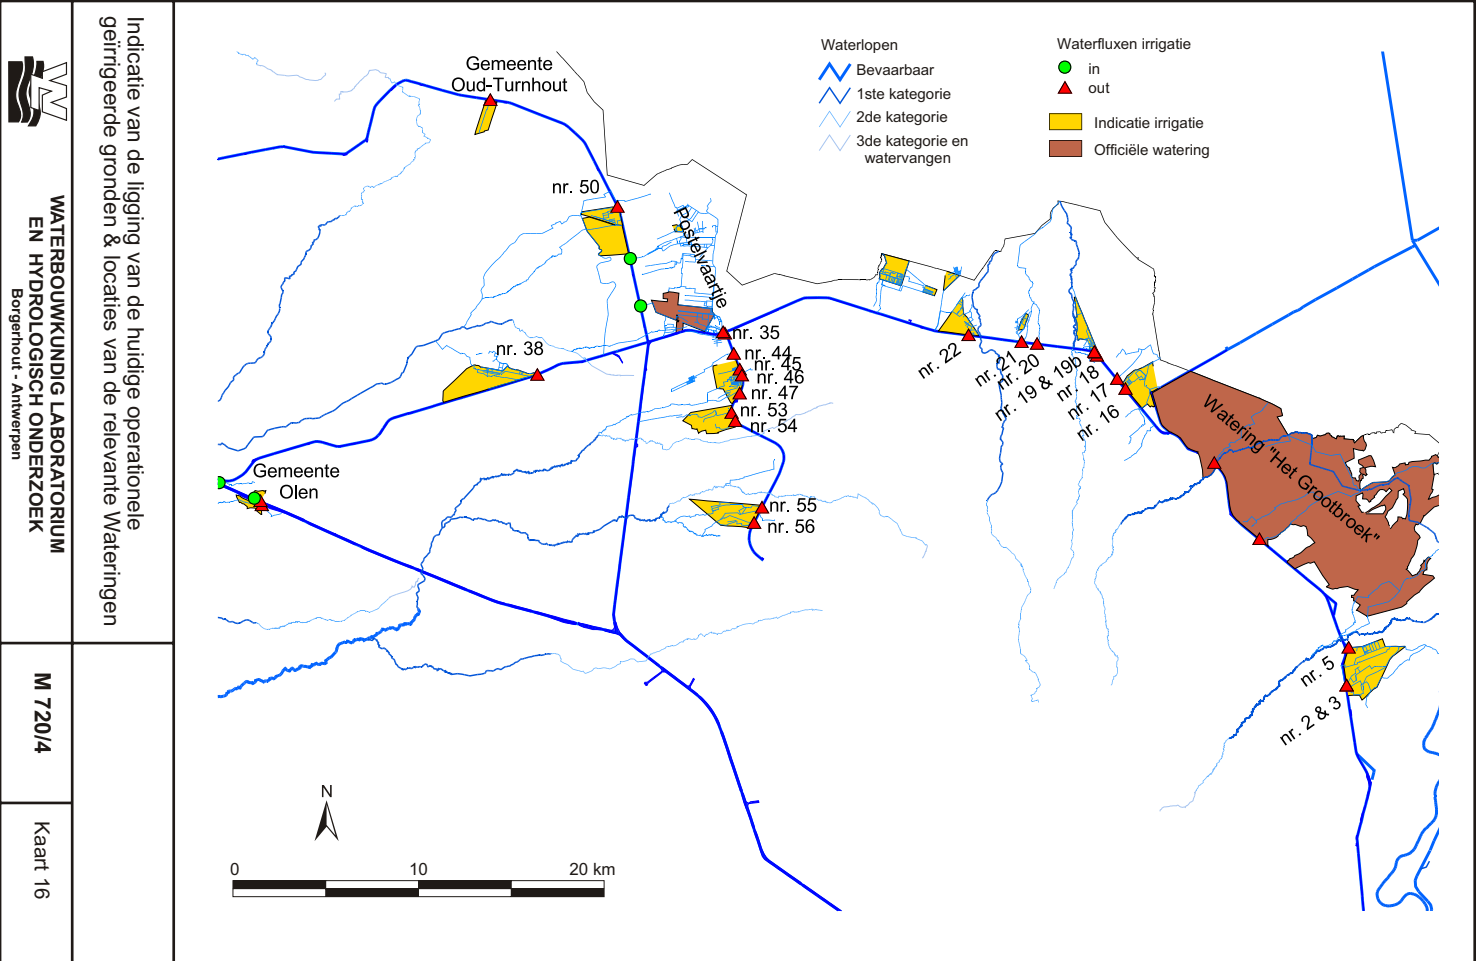 Indicatie van de ligging van de huidige operationele
geïrrigeerde gronden & locaties van de relevante Wateringen
WATERBOUWKUNDIG LABORATORIUM
EN HYDROLOGISCH ONDERZOEK
Borgerhout - Antwerpen
M 720/4
Kaart 16
Waterlopen
Bevaarbaar
1ste kategorie
2de kategorie
3de kategorie en
watervangen
Waterfluxen irrigatie
in
out
Indicatie irrigatie
Officiële watering
Gemeente
Oud-Turnhout
nr. 50
Postelvaartje
nr. 35
nr. 38
nr. 44
nr. 45
nr. 46
nr. 47
nr. 53
nr. 54
nr. 55
nr. 56
Gemeente
Olen
nr. 22
nr. 21
nr. 20
nr. 19 & 19b
nr. 18
nr. 17
nr. 16
Watering "Het Grootbroek"
nr. 5
nr. 2 & 3
N
0 10 20 km